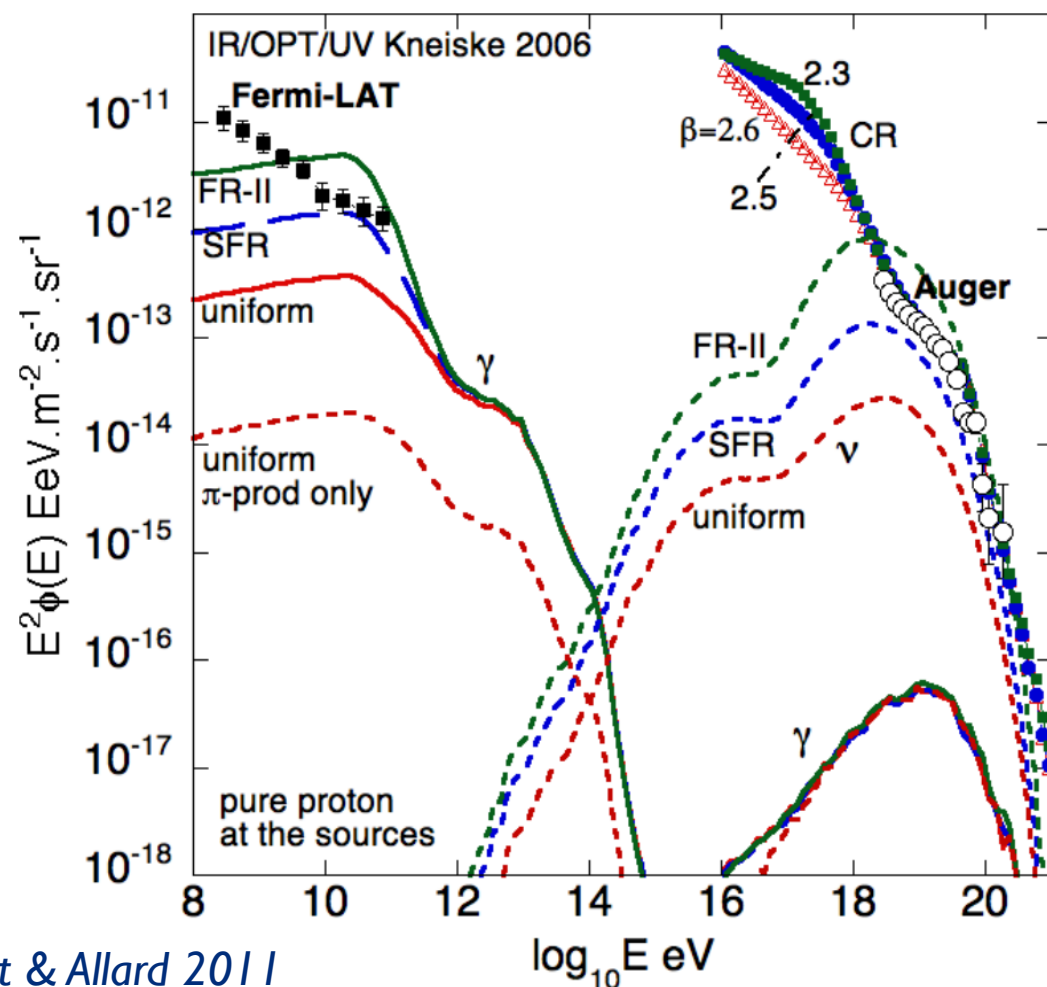 IR/OPT/UV Kneiske 2006
Fermi-LAT
FR-II
SFR
uniform
γ
uniform
π-prod only
pure proton
at the sources
2.3
β=2.6
CR
2.5
Auger
FR-II
SFR
ν
uniform
γ
E²ϕ(E) EeV.m⁻².s⁻¹.sr⁻¹
10⁻¹¹
10⁻¹²
10⁻¹³
10⁻¹⁴
10⁻¹⁵
10⁻¹⁶
10⁻¹⁷
10⁻¹⁸
8 10 12 14 16 18 20
log₁₀E eV
t & Allard 2011